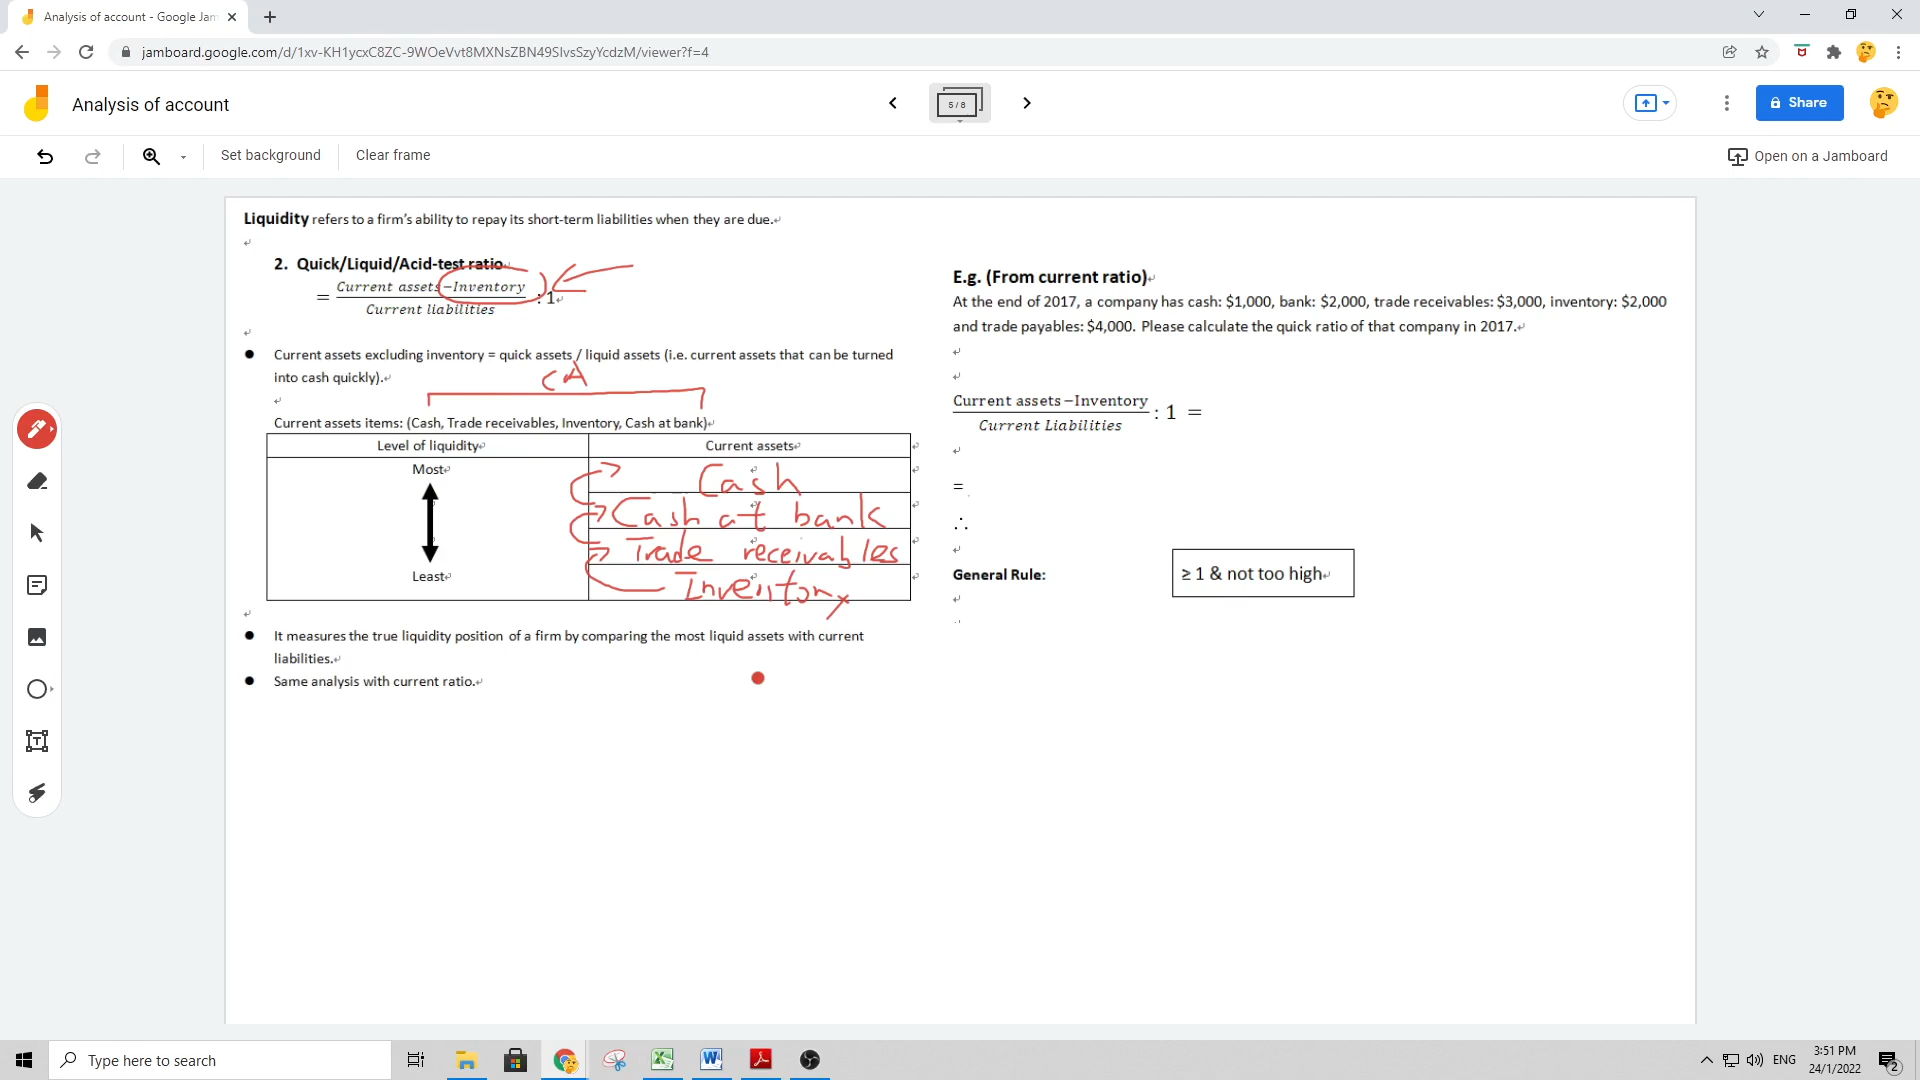 Analysis of account - Google Jam
jamboard.google.com/d/1xv-KH1ycxC8ZC-9WOeVvt8MXNsZBN49SlvsSzyYcdzM/viewer?f=4
Analysis of account
5 / 8
Share
Set background
Clear frame
Open on a Jamboard
Liquidity refers to a firm's ability to repay its short-term liabilities when they are due.
2. Quick/Liquid/Acid-test ratio
= Current assets−Inventory / Current liabilities : 1
● Current assets excluding inventory = quick assets / liquid assets (i.e. current assets that can be turned
into cash quickly).
CA
Current assets items: (Cash, Trade receivables, Inventory, Cash at bank)
Level of liquidity
Current assets
Most
Cash
Cash at bank
Trade receivables
Least
Inventory
● It measures the true liquidity position of a firm by comparing the most liquid assets with current
liabilities.
● Same analysis with current ratio.
E.g. (From current ratio)
At the end of 2017, a company has cash: $1,000, bank: $2,000, trade receivables: $3,000, inventory: $2,000
and trade payables: $4,000. Please calculate the quick ratio of that company in 2017.
Current assets−Inventory / Current Liabilities : 1 =
=
∴
General Rule:
≥ 1 & not too high
Type here to search
ENG
3:51 PM
24/1/2022
2